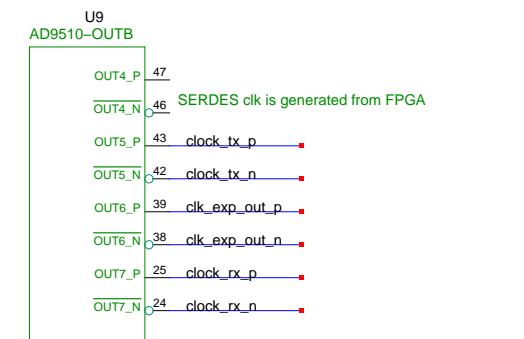 U9
AD9510-OUTB
OUT4_P 47
OUT4_N 46
SERDES clk is generated from FPGA
OUT5_P 43 clock_tx_p
OUT5_N 42 clock_tx_n
OUT6_P 39 clk_exp_out_p
OUT6_N 38 clk_exp_out_n
OUT7_P 25 clock_rx_p
OUT7_N 24 clock_rx_n